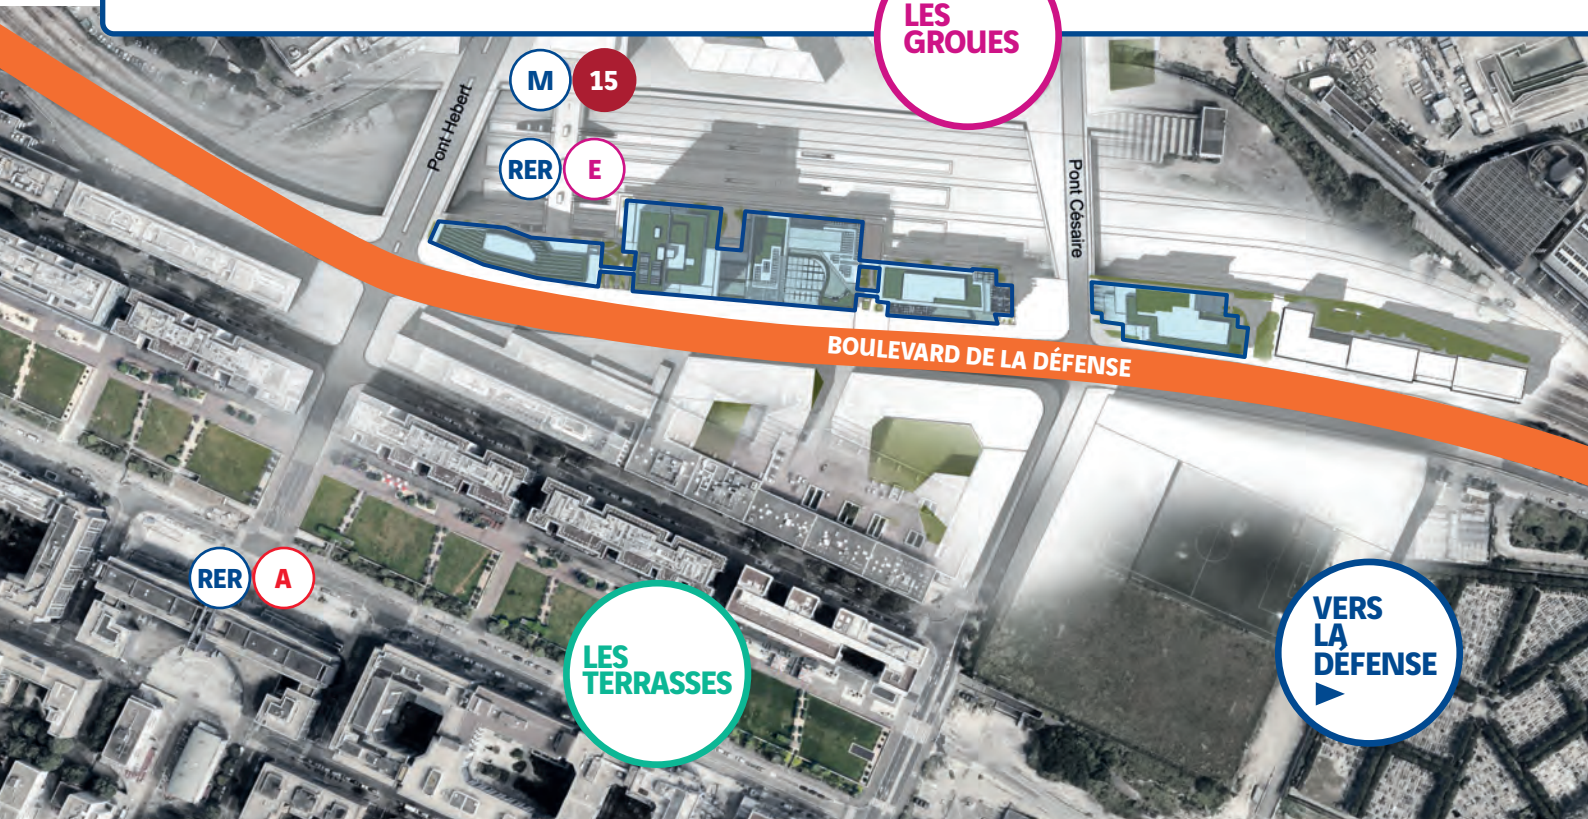 LES
GROUES
M 15
Pont Hebert
RER E
Pont Césaire
BOULEVARD DE LA DÉFENSE
RER A
LES
TERRASSES
VERS
LA
DÉFENSE